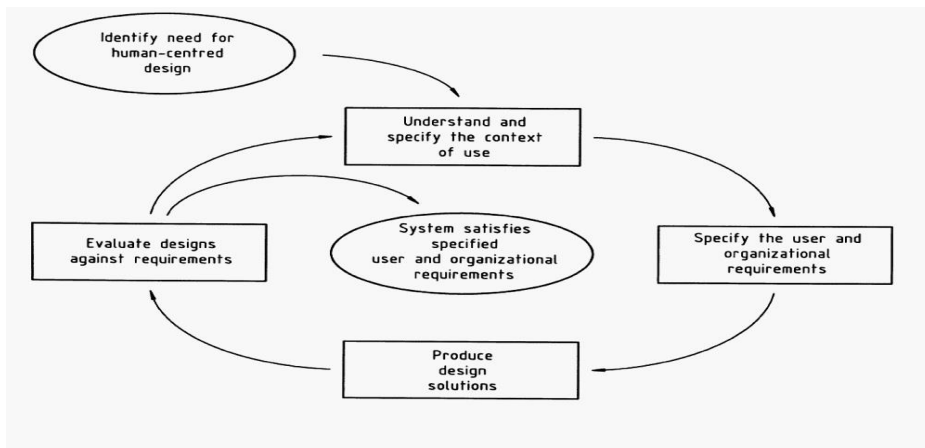 Identify need for
human-centred
design
Understand and
specify the context
of use
Evaluate designs
against requirements
System satisfies
specified
user and organizational
requirements
Specify the user and
organizational
requirements
Produce
design
solutions